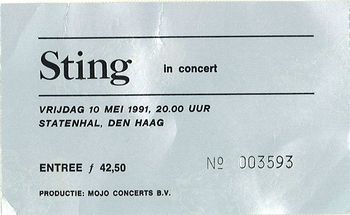 Sting in concert
VRIJDAG 10 MEI 1991, 20.00 UUR
STATENHAL, DEN HAAG
ENTREE ƒ 42,50 Nº 003593
PRODUCTIE: MOJO CONCERTS B.V.